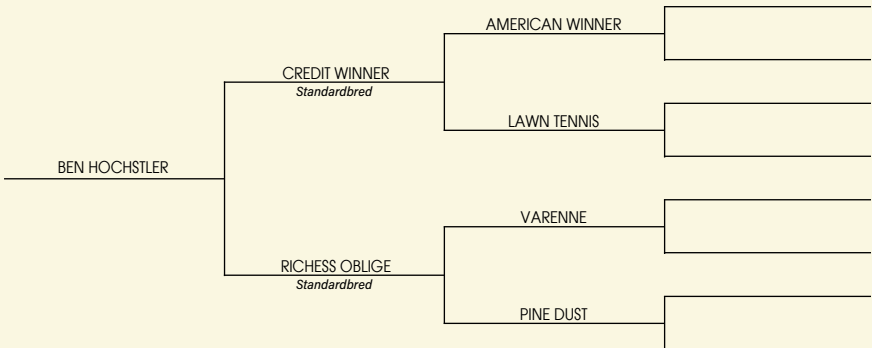 AMERICAN WINNER
CREDIT WINNER
Standardbred
LAWN TENNIS
BEN HOCHSTLER
VARENNE
RICHESS OBLIGE
Standardbred
PINE DUST